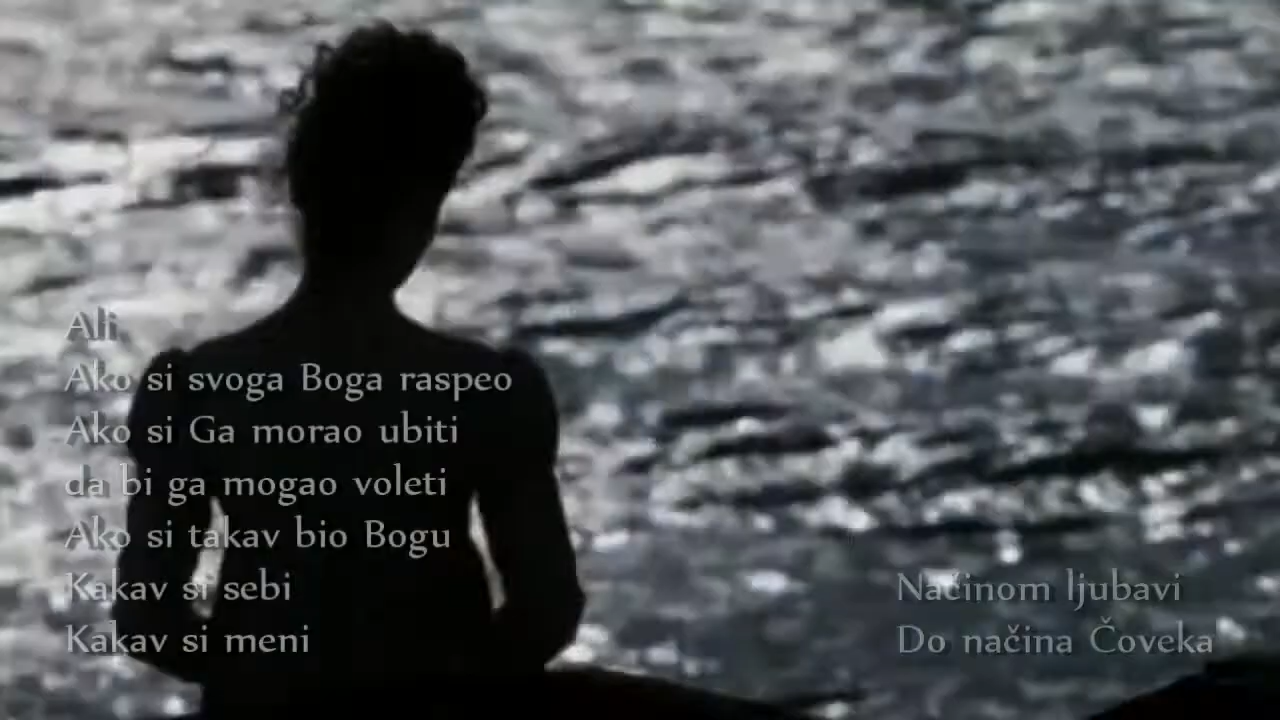 Ali,
Ako si svoga Boga raspeo
Ako si Ga morao ubiti
da bi ga mogao voleti
Ako si takav bio Bogu
Kakav si sebi
Kakav si meni
Načinom ljubavi
Do načina Čoveka